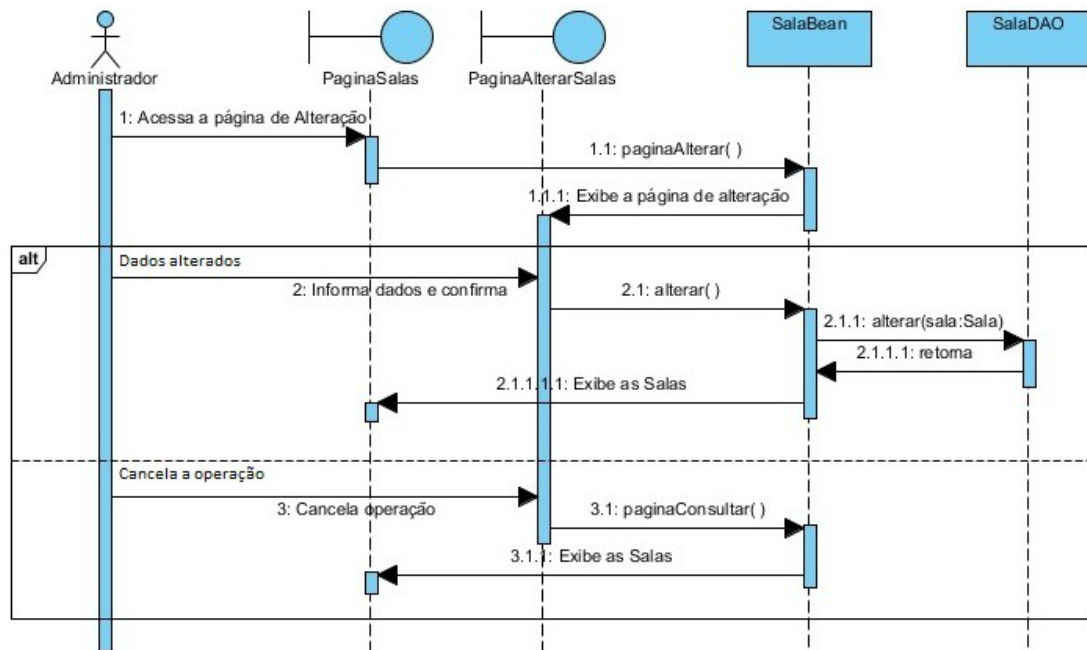 SalaBean
SalaDAO
Administrador
PaginaSalas
PaginaAlterarSalas
1: Acessa a página de Alteração
1.1: paginaAlterar( )
1.1.1: Exibe a página de alteração
alt
Dados alterados
2: Informa dados e confirma
2.1: alterar( )
2.1.1: alterar(sala:Sala)
2.1.1.1: retorna
2.1.1.1.1: Exibe as Salas
Cancela a operação
3: Cancela operação
3.1: paginaConsultar( )
3.1.1: Exibe as Salas